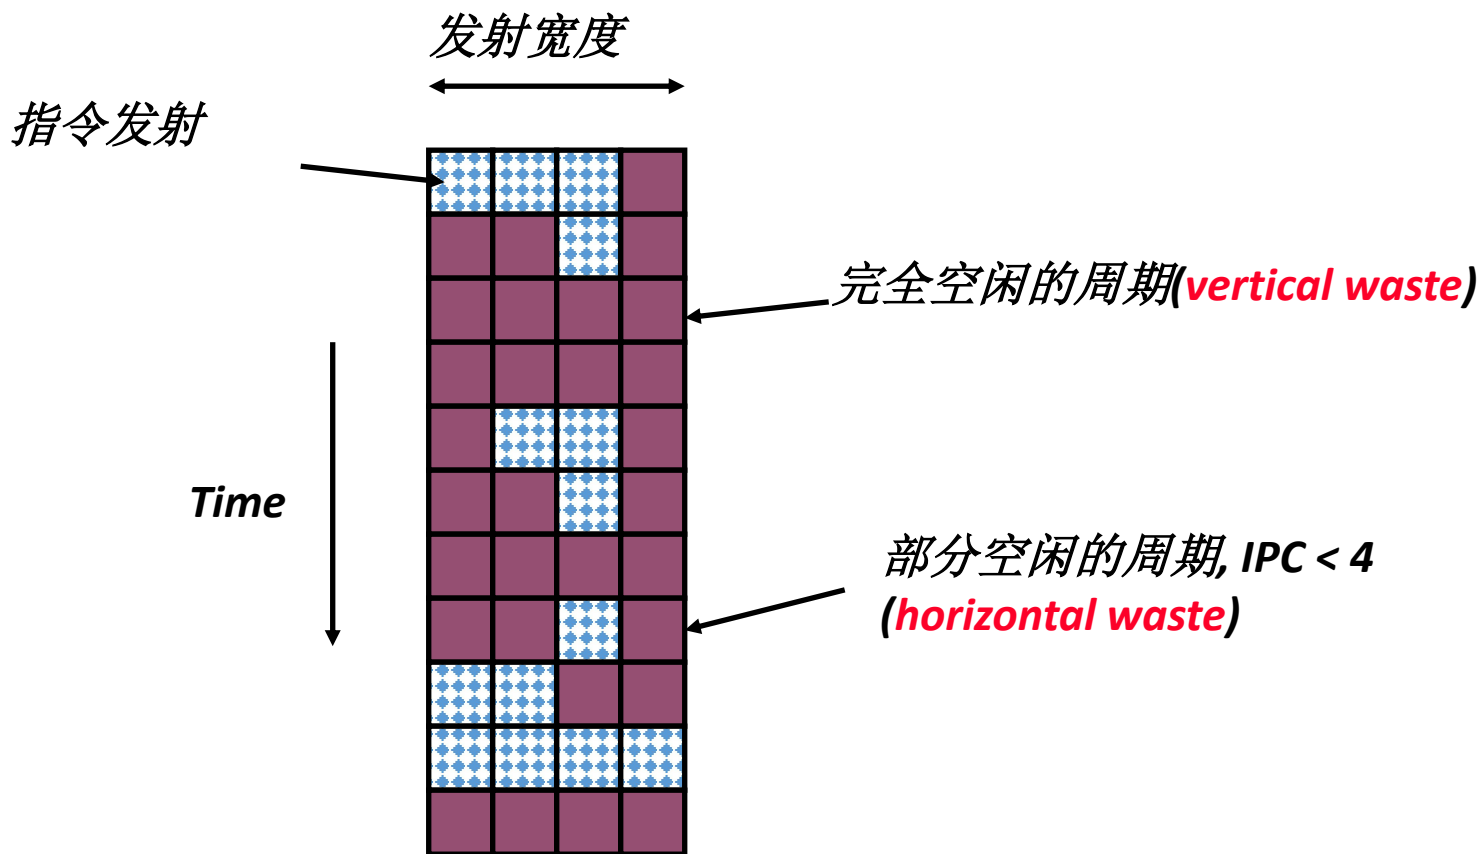 发射宽度
指令发射
完全空闲的周期(vertical waste)
Time
部分空闲的周期, IPC < 4
(horizontal waste)